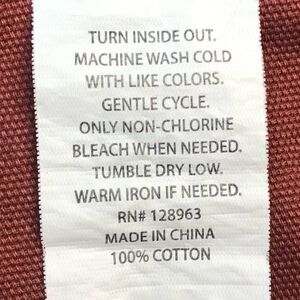 TURN INSIDE OUT.
MACHINE WASH COLD
WITH LIKE COLORS.
GENTLE CYCLE.
ONLY NON-CHLORINE
BLEACH WHEN NEEDED.
TUMBLE DRY LOW.
WARM IRON IF NEEDED.
RN# 128963
MADE IN CHINA
100% COTTON